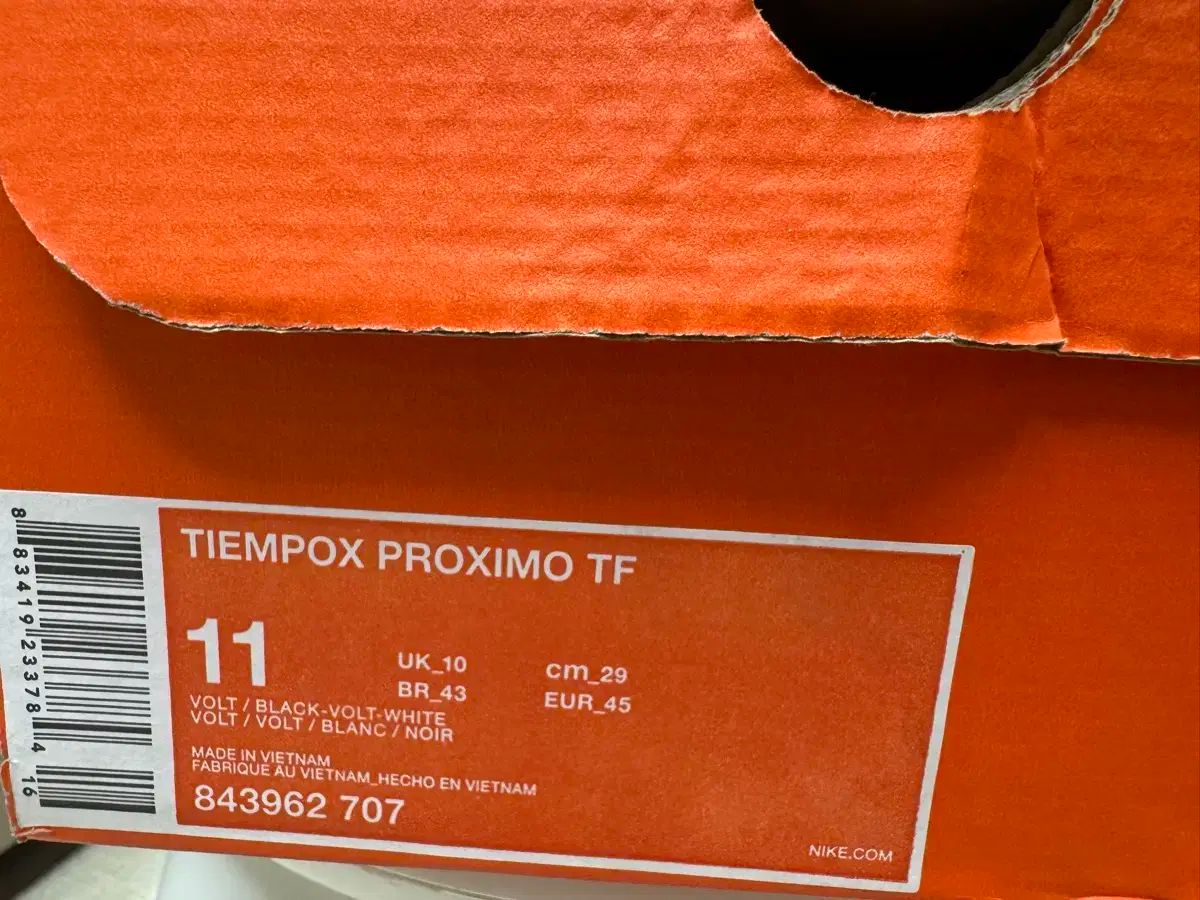 8 83419 23378 4 16
TIEMPOX PROXIMO TF
11
UK_10
cm_29
BR_43
EUR_45
VOLT / BLACK-VOLT-WHITE
VOLT / VOLT / BLANC / NOIR
MADE IN VIETNAM
FABRIQUE AU VIETNAM_HECHO EN VIETNAM
843962 707
NIKE.COM